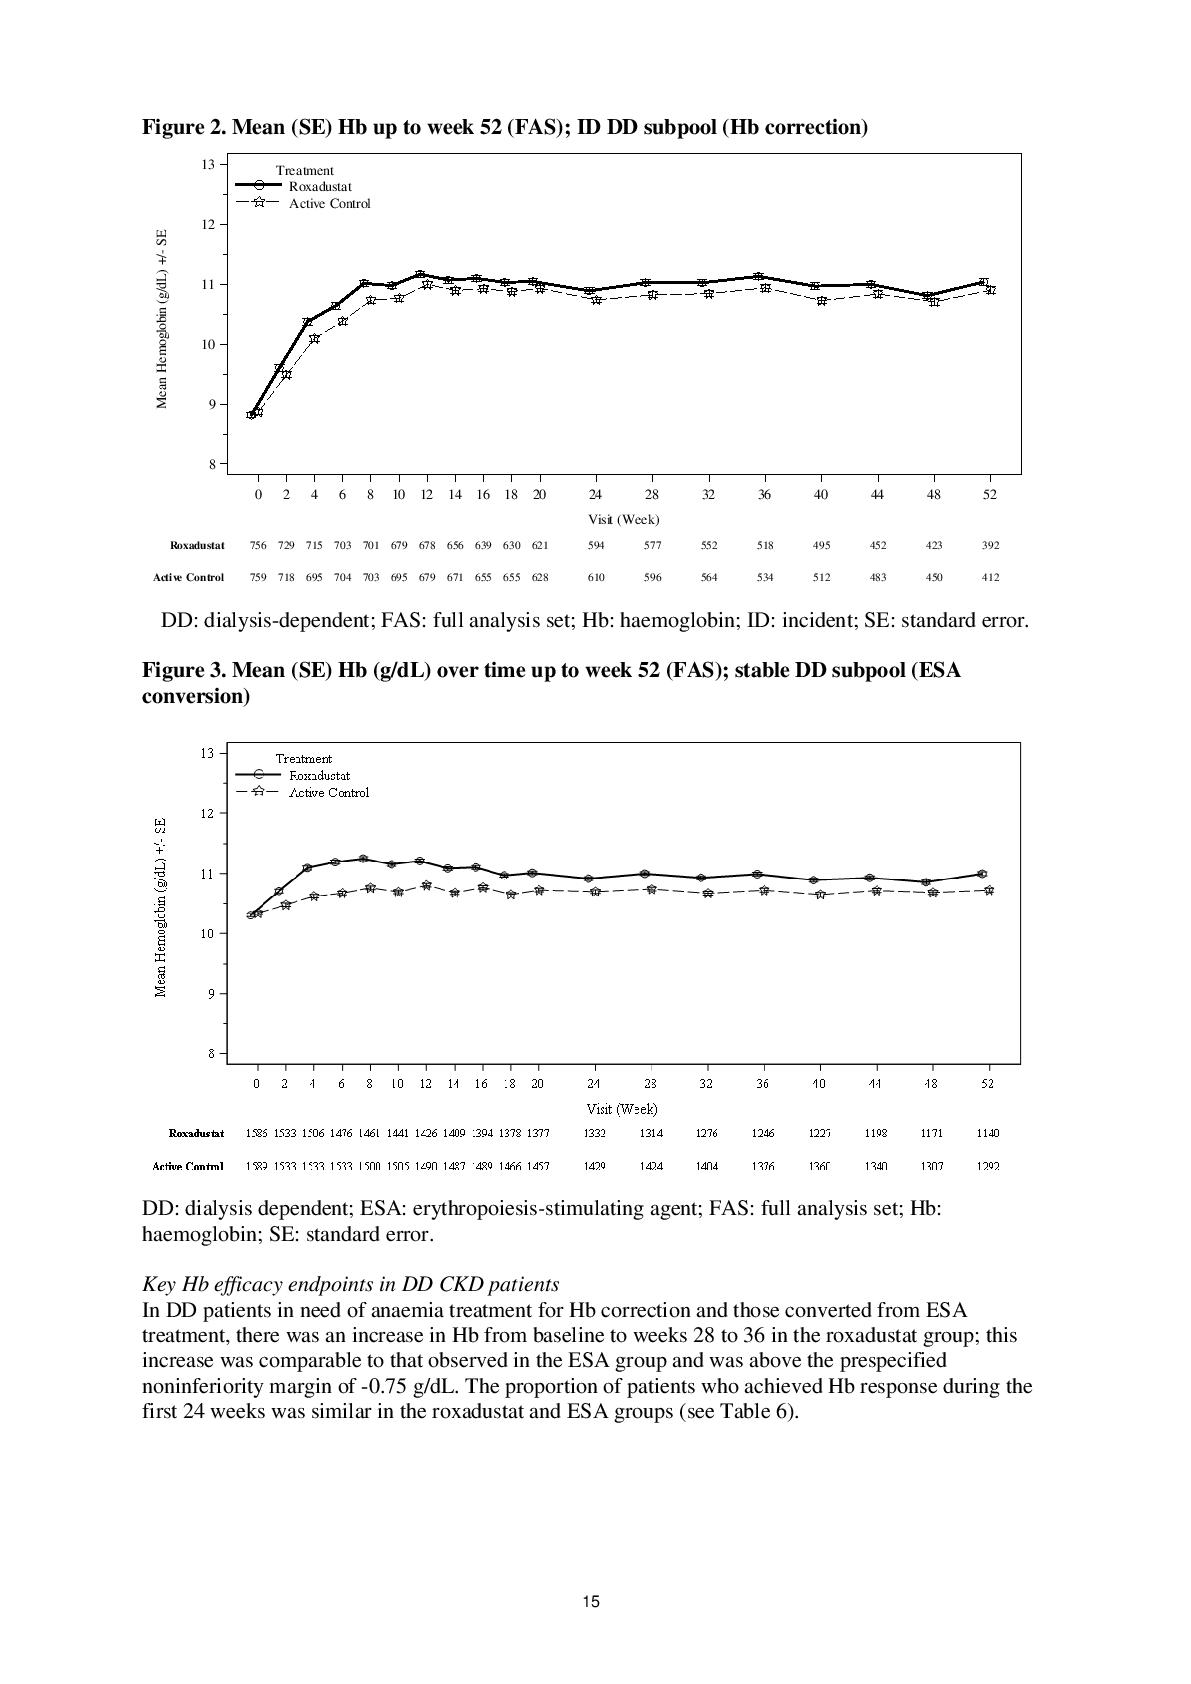 Figure 2. Mean (SE) Hb up to week 52 (FAS); ID DD subpool (Hb correction)
Treatment
Roxadustat
Active Control
Mean Hemoglobin (g/dL) +/- SE
13
12
11
10
9
8
0 2 4 6 8 10 12 14 16 18 20 24 28 32 36 40 44 48 52
Visit (Week)
Roxadustat 756 729 715 703 701 679 678 656 639 630 621 594 577 552 518 495 452 423 392
Active Control 759 718 695 704 703 695 679 671 655 655 628 610 596 564 534 512 483 450 412
DD: dialysis-dependent; FAS: full analysis set; Hb: haemoglobin; ID: incident; SE: standard error.
Figure 3. Mean (SE) Hb (g/dL) over time up to week 52 (FAS); stable DD subpool (ESA
conversion)
Treatment
Roxadustat
Active Control
Mean Hemoglobin (g/dL) +/- SE
13
12
11
10
9
8
0 2 4 6 8 10 12 14 16 18 20 24 28 32 36 40 44 48 52
Visit (Week)
Roxadustat 1533 1506 1476 1461 1441 1426 1409 1394 1378 1377 1332 1314 1276 1246 1198 1171 1140
Active Control 1533 1533 1533 1500 1505 1490 1487 1489 1466 1457 1429 1424 1404 1376 1360 1340 1307 1292
DD: dialysis dependent; ESA: erythropoiesis-stimulating agent; FAS: full analysis set; Hb:
haemoglobin; SE: standard error.
Key Hb efficacy endpoints in DD CKD patients
In DD patients in need of anaemia treatment for Hb correction and those converted from ESA
treatment, there was an increase in Hb from baseline to weeks 28 to 36 in the roxadustat group; this
increase was comparable to that observed in the ESA group and was above the prespecified
noninferiority margin of -0.75 g/dL. The proportion of patients who achieved Hb response during the
first 24 weeks was similar in the roxadustat and ESA groups (see Table 6).
15